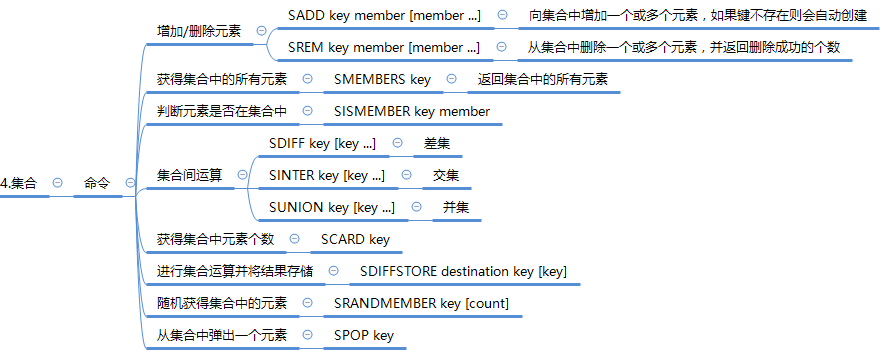 4.集合
命令
增加/删除元素
SADD key member [member ...]
向集合中增加一个或多个元素，如果键不存在则会自动创建
SREM key member [member ...]
从集合中删除一个或多个元素，并返回删除成功的个数
获得集合中的所有元素
SMEMBERS key
返回集合中的所有元素
判断元素是否在集合中
SISMEMBER key member
集合间运算
SDIFF key [key ...]
差集
SINTER key [key ...]
交集
SUNION key [key ...]
并集
获得集合中元素个数
SCARD key
进行集合运算并将结果存储
SDIFFSTORE destination key [key]
随机获得集合中的元素
SRANDMEMBER key [count]
从集合中弹出一个元素
SPOP key